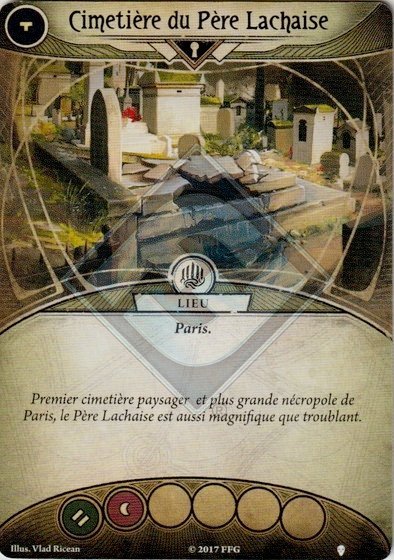 Cimetière du Père Lachaise
LIEU
Paris.
Premier cimetière paysager et plus grande nécropole de
Paris, le Père Lachaise est aussi magnifique que troublant.
Illus. Vlad Ricean
© 2017 FFG